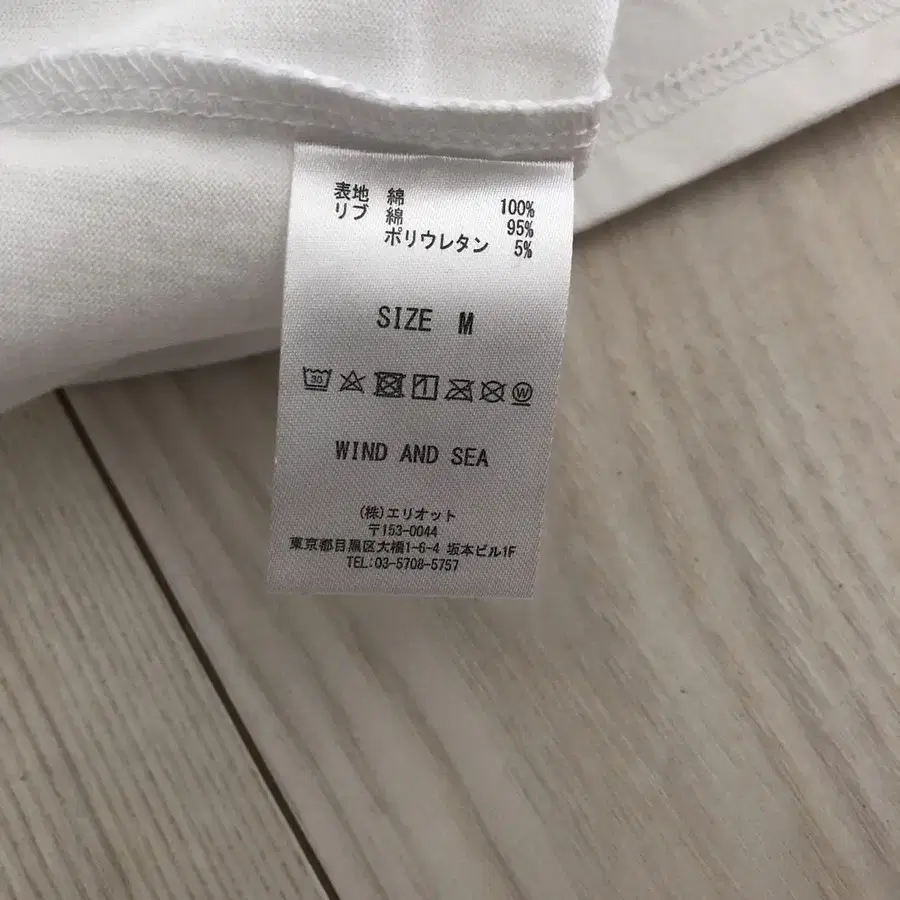 表地 綿 100%
リブ 綿 95%
ポリウレタン 5%
SIZE M
30 W
WIND AND SEA
(株)エリオット
〒153-0044
東京都目黒区大橋1-6-4 坂本ビル1F
TEL:03-5708-5757